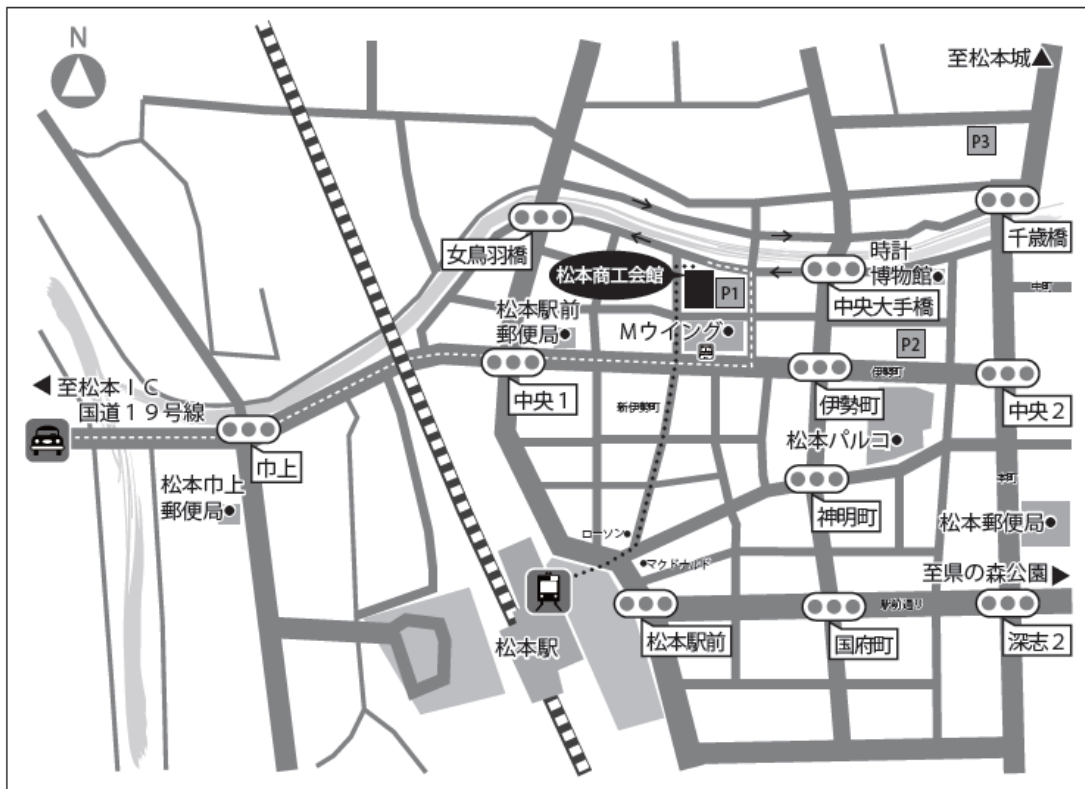 N
至松本城▲
P3
女鳥羽橋
千歳橋
時計
博物館
中町
松本商工会館
P1
中央大手橋
松本駅前
郵便局
Mウイング
P2
伊勢町
◀至松本IC
国道19号線
中央1
新伊勢町
伊勢町
中央2
松本パルコ
巾上
松本巾上
郵便局
神明町
本町
松本郵便局
ローソン
マクドナルド
至県の森公園▶
駅前通り
松本駅
松本駅前
国府町
深志2